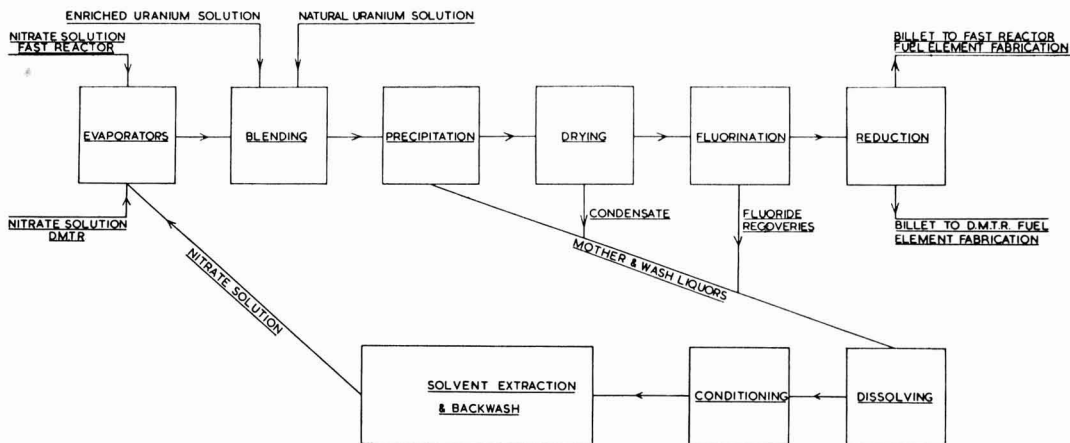 ENRICHED URANIUM SOLUTION
NATURAL URANIUM SOLUTION
NITRATE SOLUTION
FAST REACTOR
BILLET TO FAST REACTOR
FUEL ELEMENT FABRICATION
EVAPORATORS
BLENDING
PRECIPITATION
DRYING
FLUORINATION
REDUCTION
NITRATE SOLUTION
DMTR
CONDENSATE
FLUORIDE
RECOVERIES
BILLET TO D.M.T.R. FUEL
ELEMENT FABRICATION
MOTHER & WASH LIQUORS
NITRATE SOLUTION
SOLVENT EXTRACTION
& BACKWASH
CONDITIONING
DISSOLVING